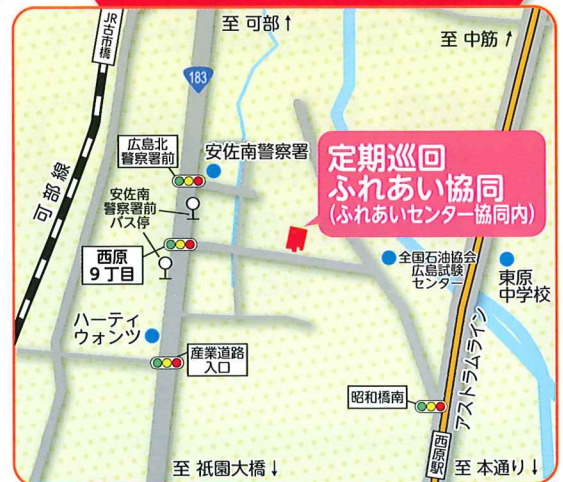 JR
古市
橋
至 可部↑
至 中筋↑
183
広島北
警察署前
安佐南警察署
安佐南
警察署前
バス停
可部線
定期巡回
ふれあい協同
(ふれあいセンター協同内)
西原
9丁目
全国石油協会
広島試験
センター
東原
中学校
ハーティ
ウォンツ
産業道路
入口
アストラムライン
昭和橋南
西原駅
至 祇園大橋↓
至 本通り↓